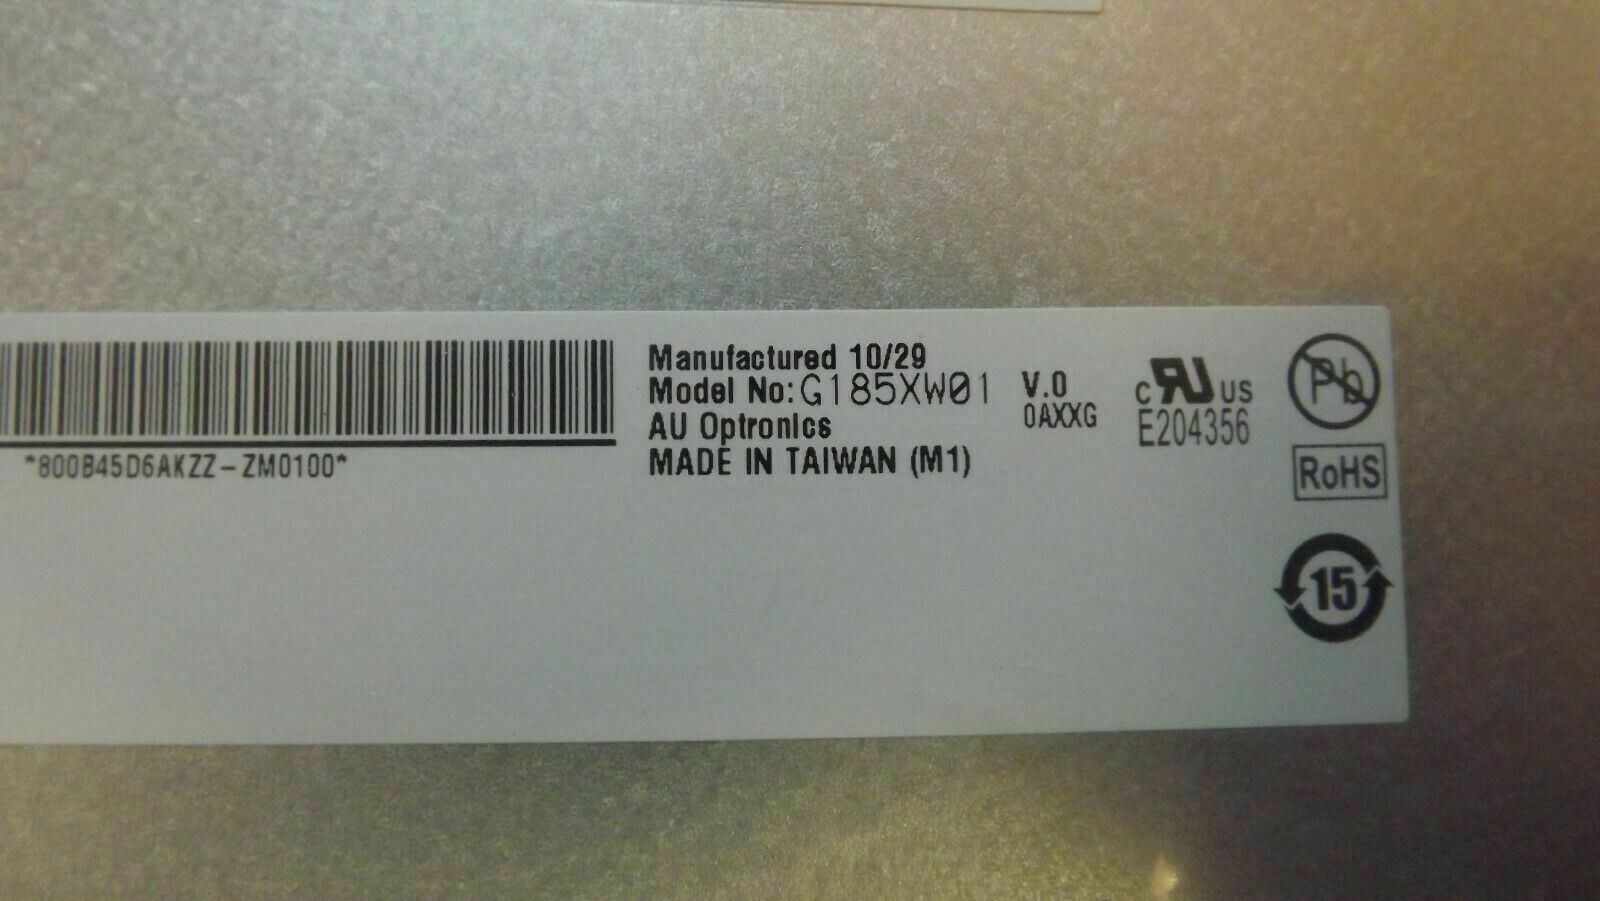 *800B45D6AKZZ-ZM0100*
Manufactured 10/29
Model No:G185XW01 V.0
0AXXG
AU Optronics
MADE IN TAIWAN (M1)
c RU US
E204356
Pb
RoHS
15